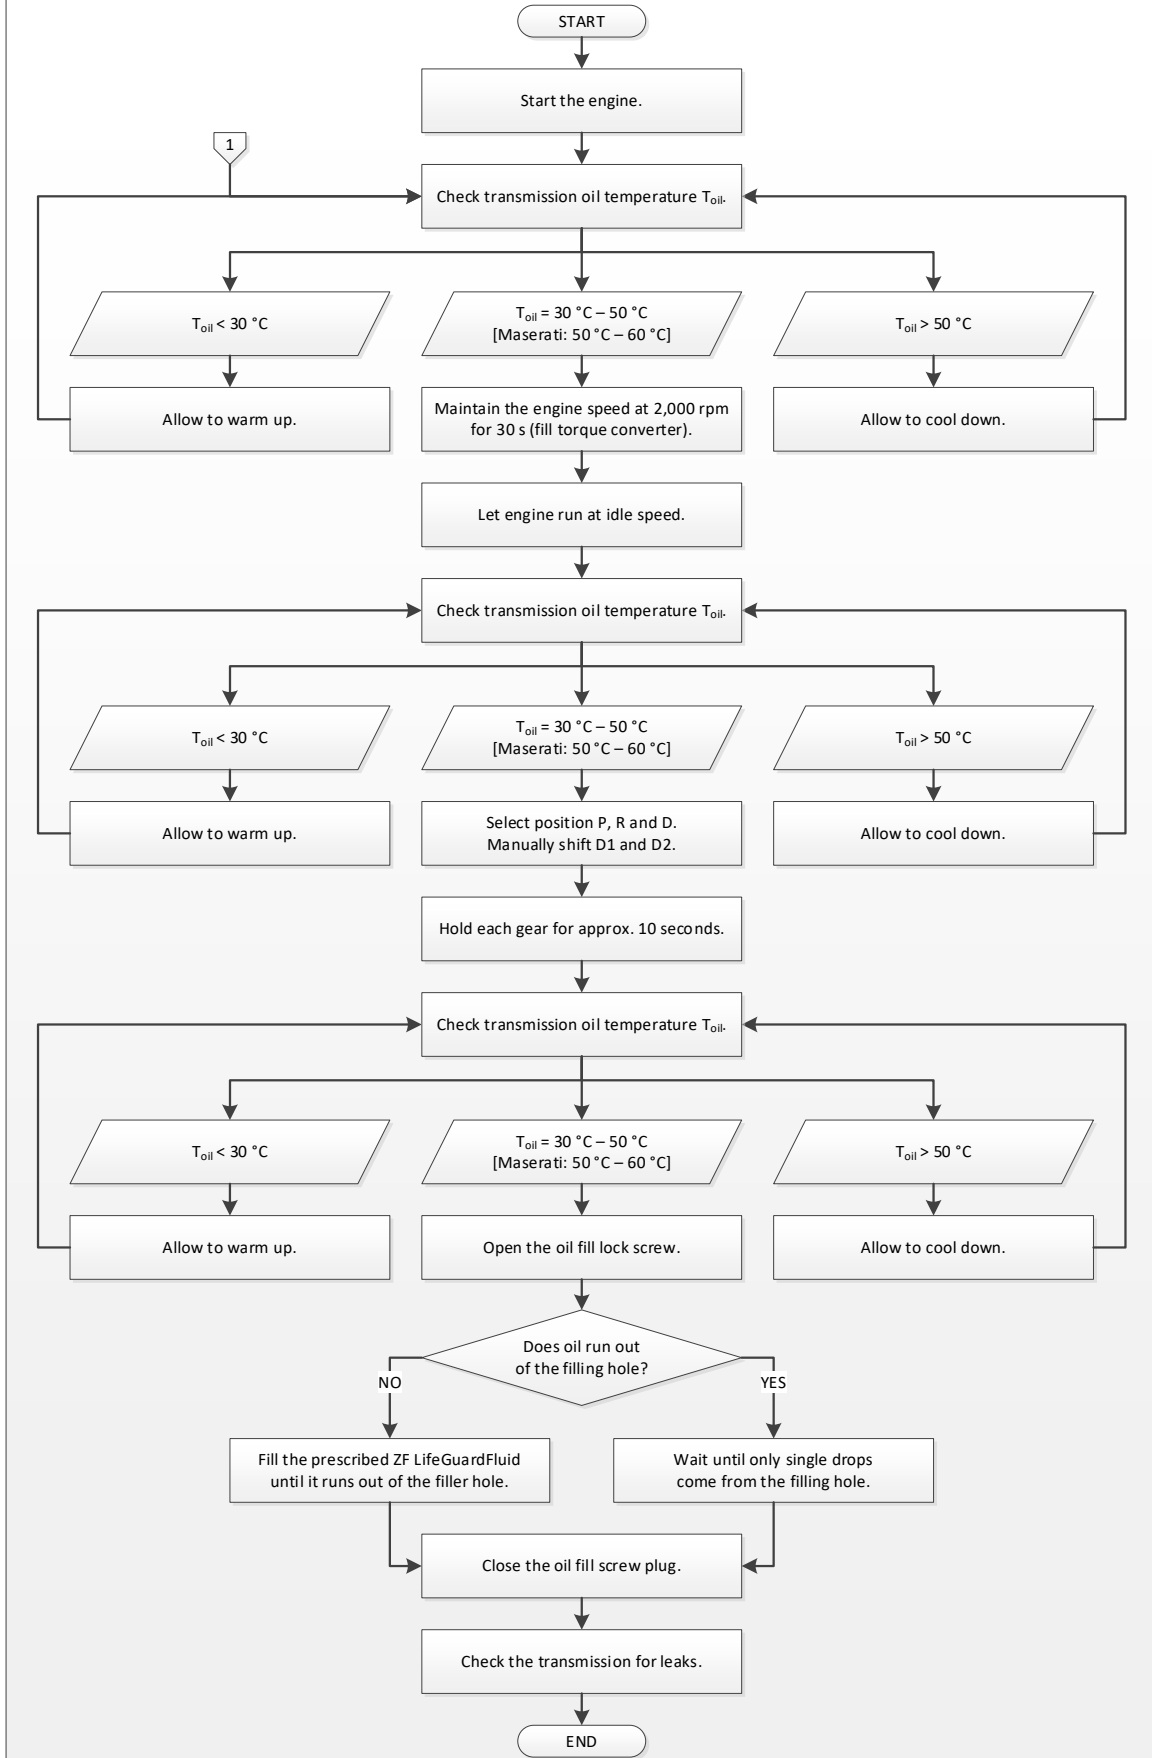 START
Start the engine.
1
Check transmission oil temperature Toil.
Toil < 30 °C
Toil = 30 °C – 50 °C
[Maserati: 50 °C – 60 °C]
Toil > 50 °C
Allow to warm up.
Maintain the engine speed at 2,000 rpm
for 30 s (fill torque converter).
Allow to cool down.
Let engine run at idle speed.
Check transmission oil temperature Toil.
Toil < 30 °C
Toil = 30 °C – 50 °C
[Maserati: 50 °C – 60 °C]
Toil > 50 °C
Allow to warm up.
Select position P, R and D.
Manually shift D1 and D2.
Allow to cool down.
Hold each gear for approx. 10 seconds.
Check transmission oil temperature Toil.
Toil < 30 °C
Toil = 30 °C – 50 °C
[Maserati: 50 °C – 60 °C]
Toil > 50 °C
Allow to warm up.
Open the oil fill lock screw.
Allow to cool down.
Does oil run out
of the filling hole?
NO
YES
Fill the prescribed ZF LifeGuardFluid
until it runs out of the filler hole.
Wait until only single drops
come from the filling hole.
Close the oil fill screw plug.
Check the transmission for leaks.
END